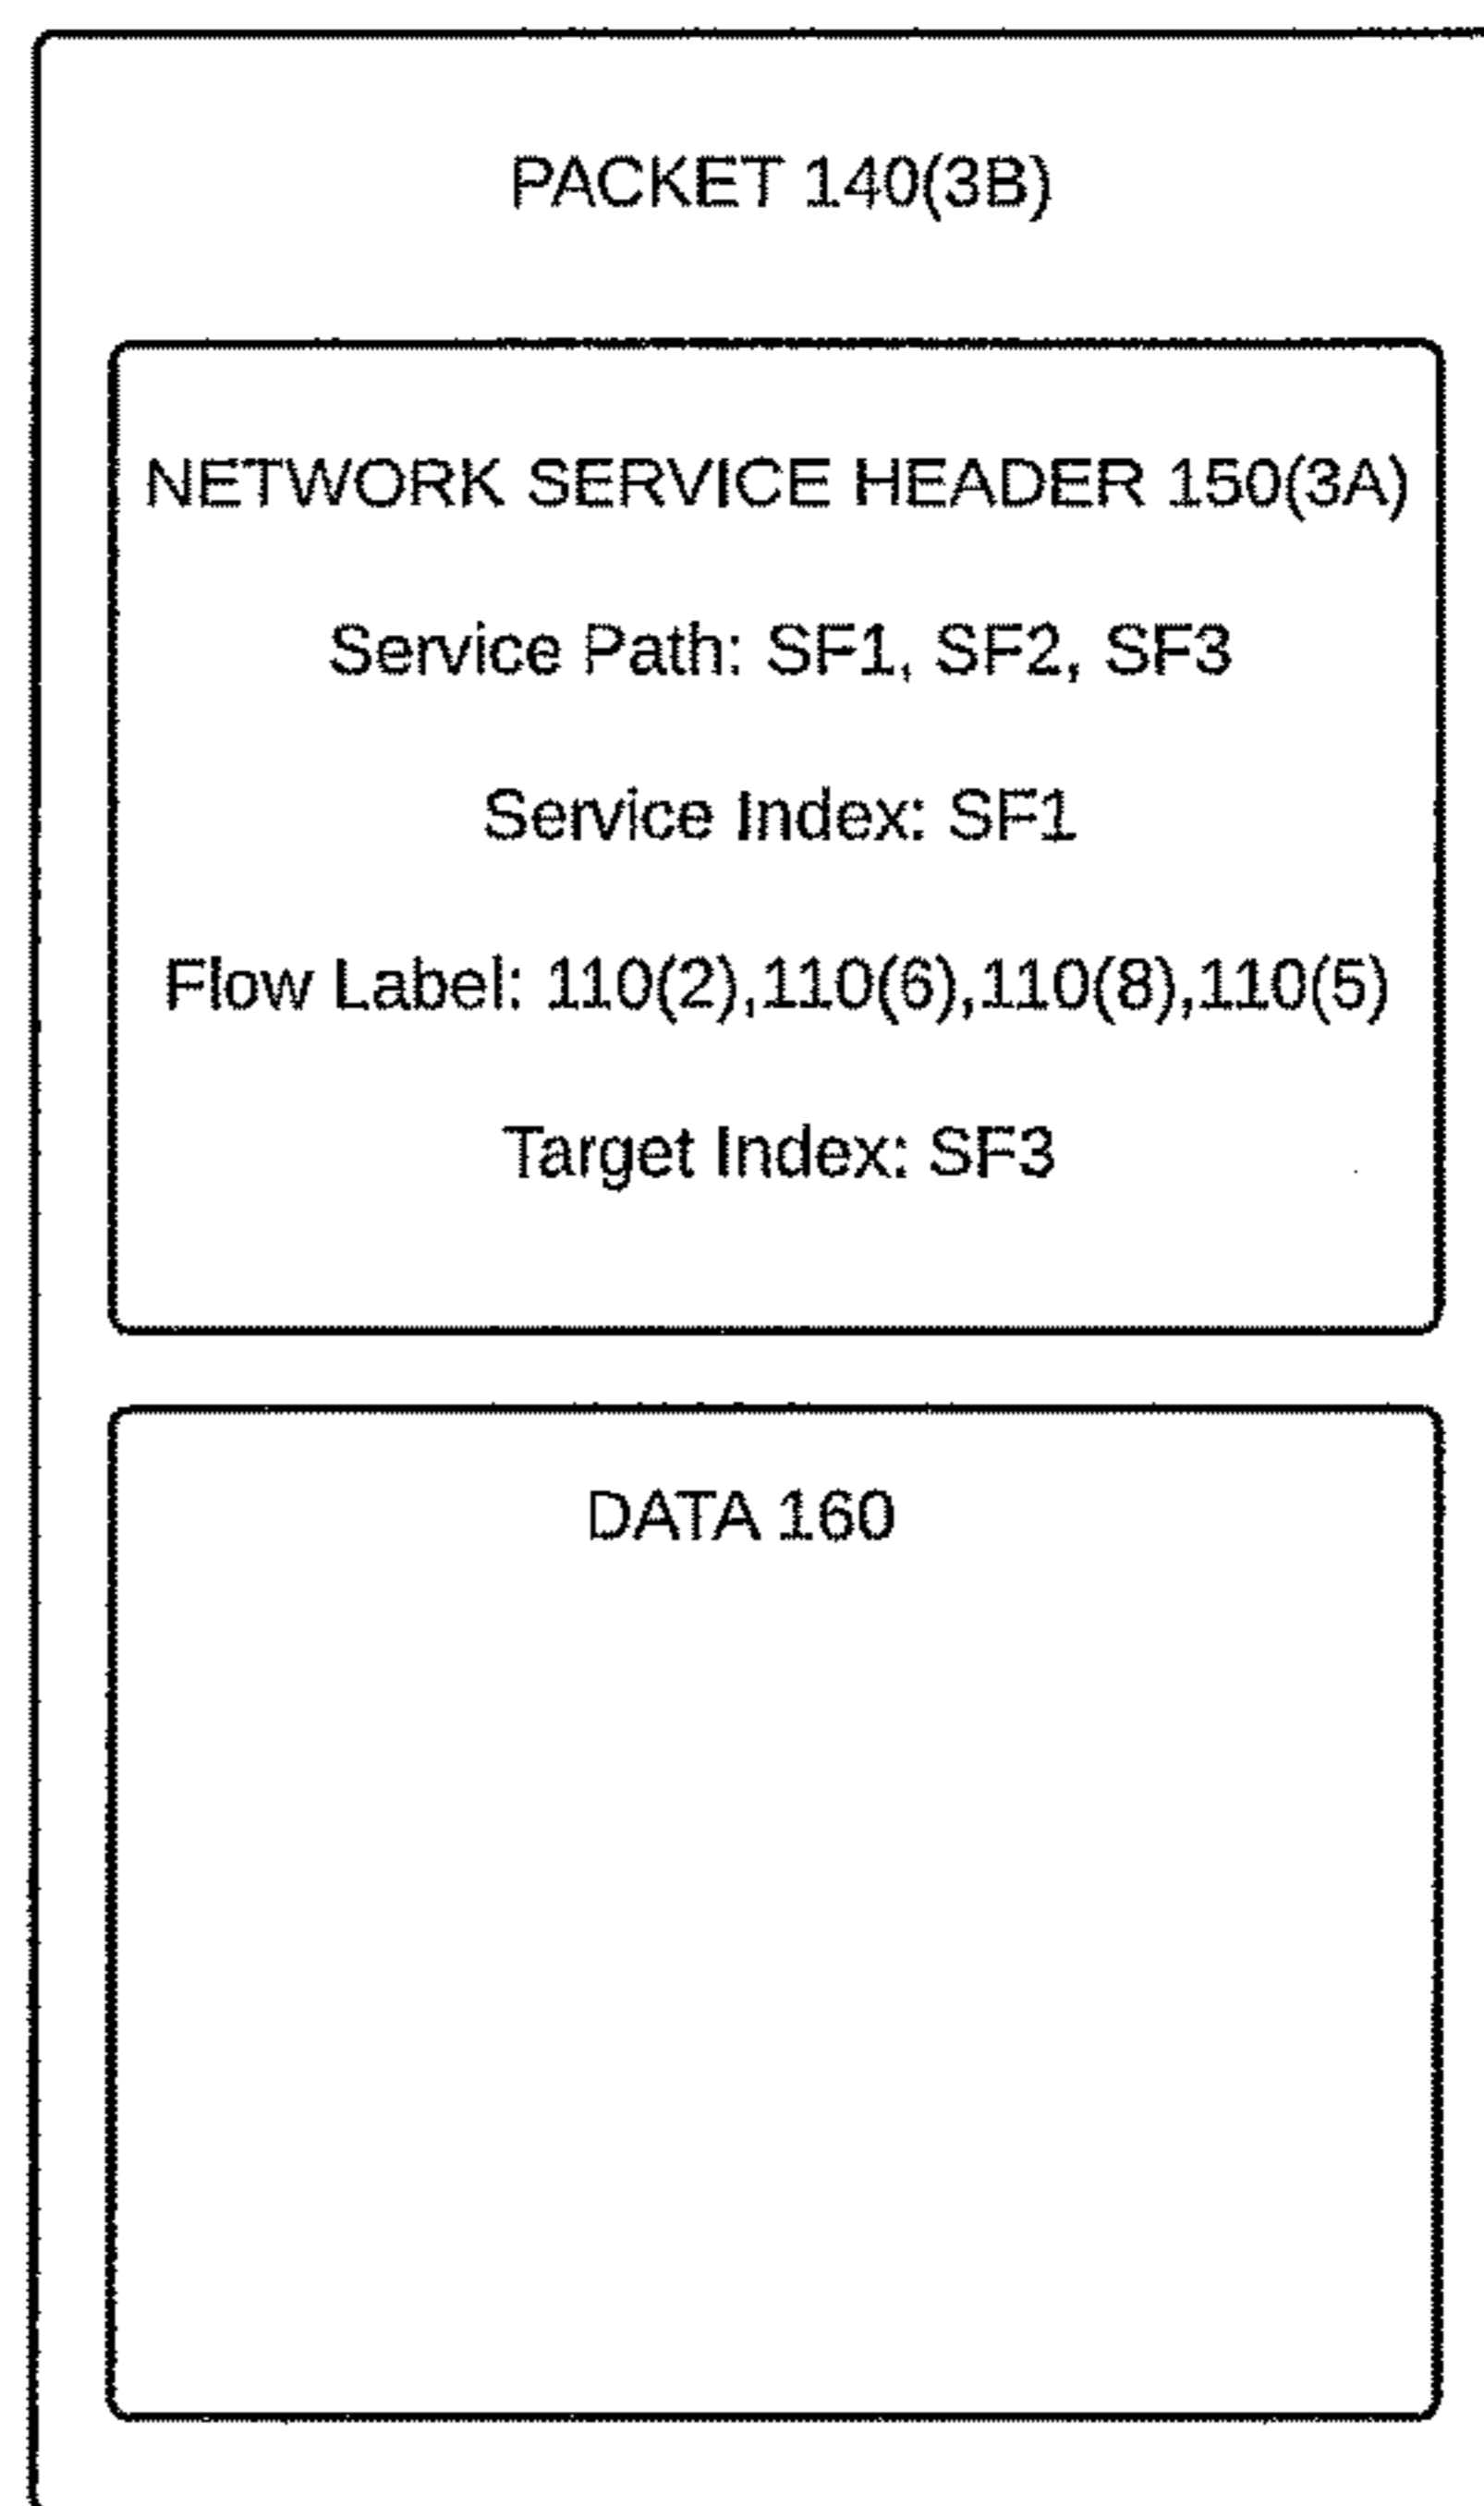 PACKET 140(3B)
NETWORK SERVICE HEADER 150(3A)
Service Path: SF1, SF2, SF3
Service Index: SF1
Flow Label: 110(2),110(6),110(8),110(5)
Target Index: SF3
DATA 160